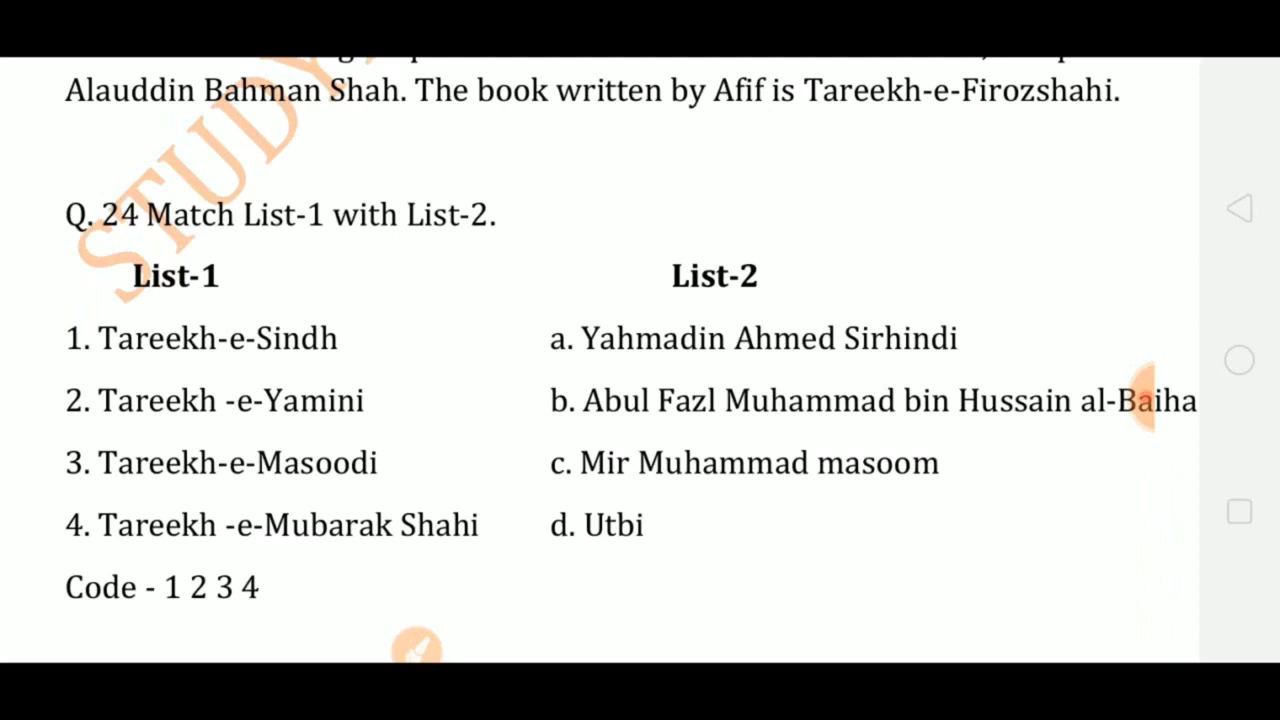 Alauddin Bahman Shah. The book written by Afif is Tareekh-e-Firozshahi.
STUDY
Q. 24 Match List-1 with List-2.
List-1 List-2
1. Tareekh-e-Sindh a. Yahmadin Ahmed Sirhindi
2. Tareekh -e-Yamini b. Abul Fazl Muhammad bin Hussain al-Baiha
3. Tareekh-e-Masoodi c. Mir Muhammad masoom
4. Tareekh -e-Mubarak Shahi d. Utbi
Code - 1 2 3 4